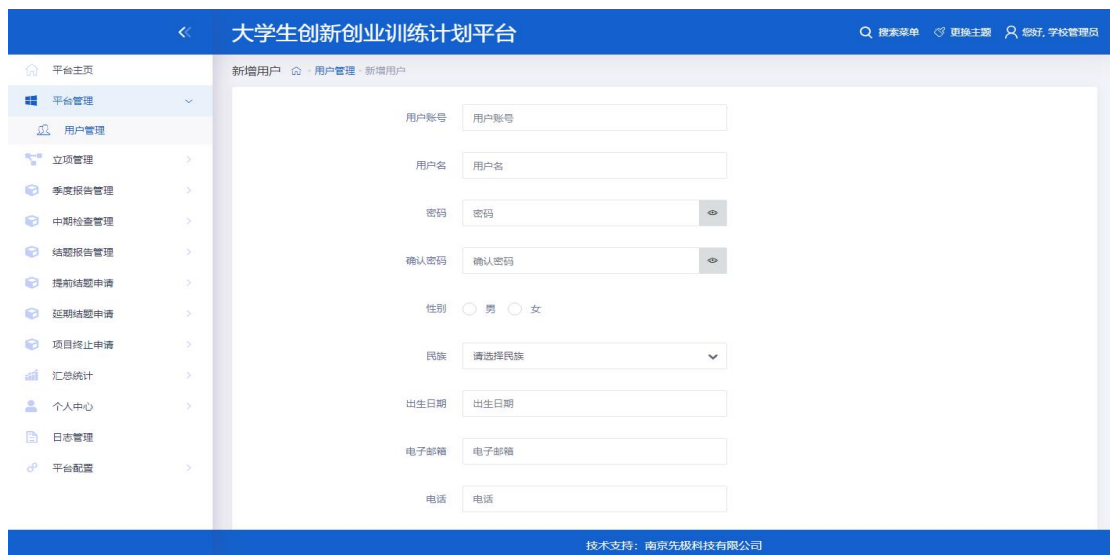 大学生创新创业训练计划平台
搜索菜单 更换主题 您好, 学校管理员
平台主页
平台管理
用户管理
立项管理
季度报告管理
中期检查管理
结题报告管理
提前结题申请
延期结题申请
项目终止申请
汇总统计
个人中心
日志管理
平台配置
新增用户 - 用户管理 - 新增用户
用户账号 用户账号
用户名 用户名
密码 密码
确认密码 确认密码
性别 男 女
民族 请选择民族
出生日期 出生日期
电子邮箱 电子邮箱
电话 电话
技术支持：南京先极科技有限公司